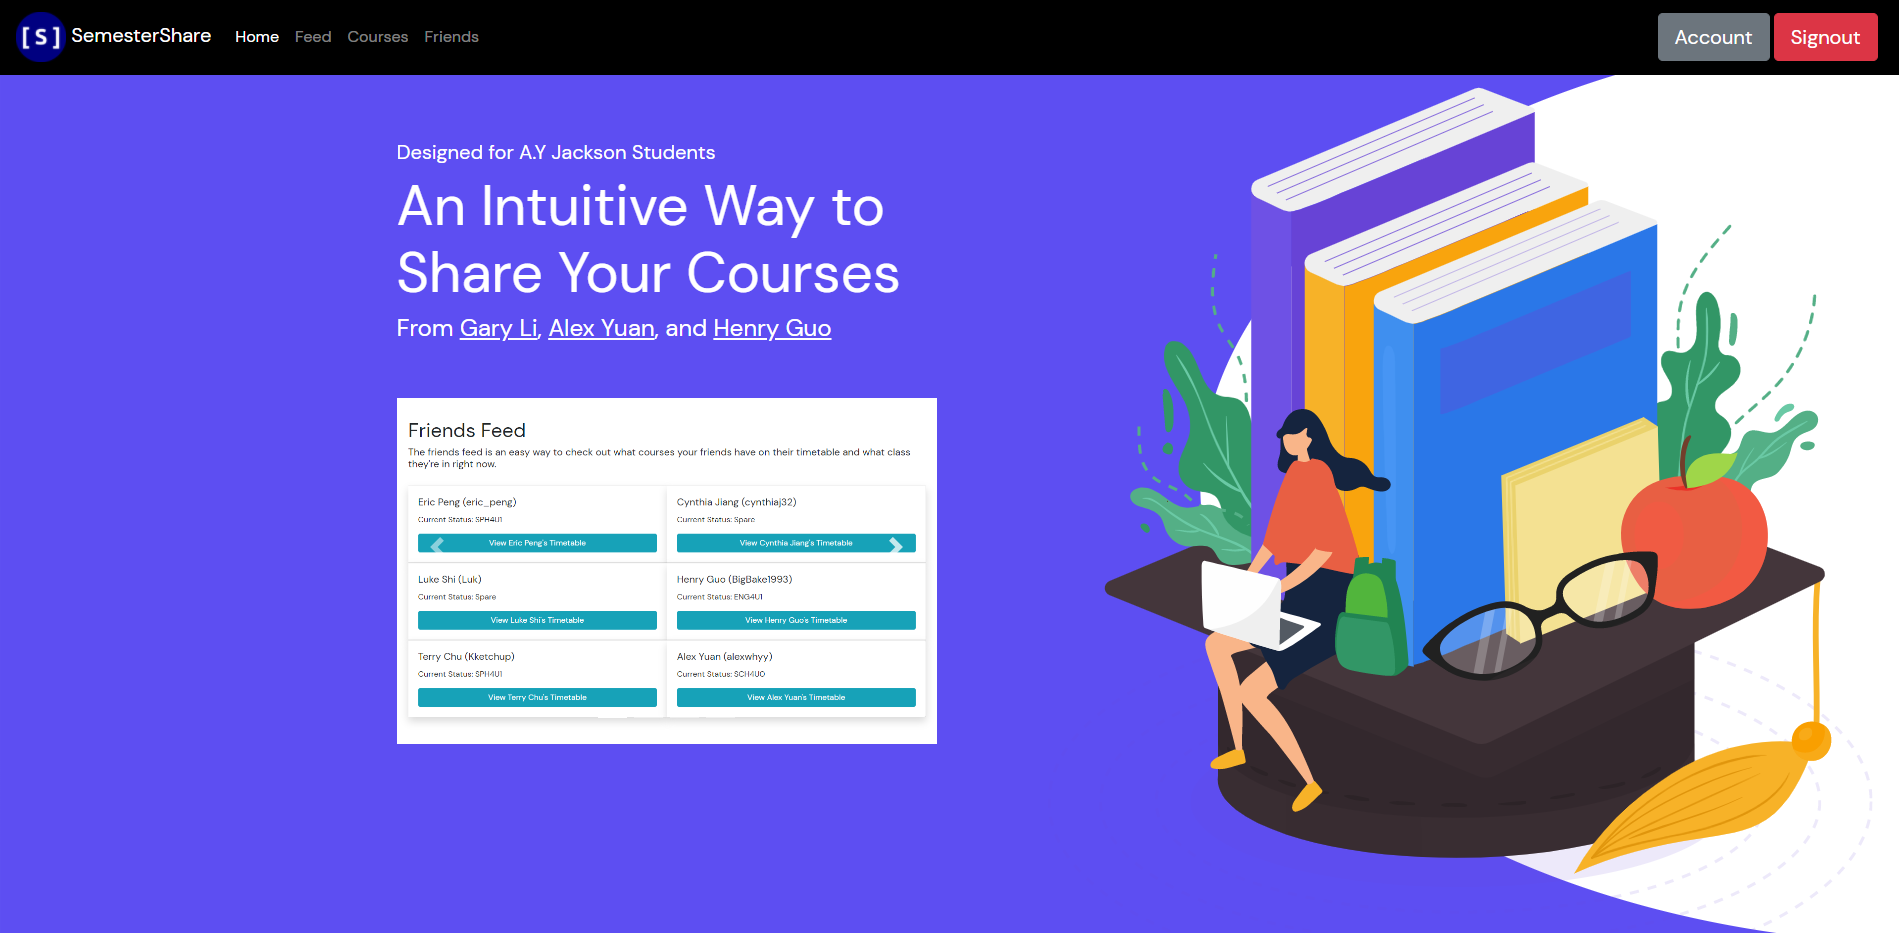 [S] SemesterShare Home Feed Courses Friends Account Signout
Designed for A.Y Jackson Students
An Intuitive Way to
Share Your Courses
From Gary Li, Alex Yuan, and Henry Guo
Friends Feed
The friends feed is an easy way to check out what courses your friends have on their timetable and what class
they're in right now.
Eric Peng (eric_peng)
Current Status: SPH4U1
View Eric Peng's Timetable
Cynthia Jiang (cynthiaj32)
Current Status: Spare
View Cynthia Jiang's Timetable
Luke Shi (Luk)
Current Status: Spare
View Luke Shi's Timetable
Henry Guo (BigBake1993)
Current Status: ENG4U1
View Henry Guo's Timetable
Terry Chu (Kketchup)
Current Status: SPH4U1
View Terry Chu's Timetable
Alex Yuan (alexwhyy)
Current Status: SCH4U0
View Alex Yuan's Timetable